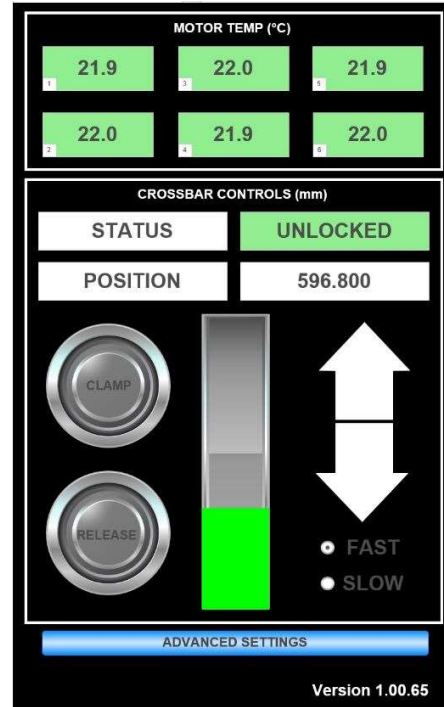 MOTOR TEMP (°C)
21.9 22.0 21.9
1 3 5
22.0 21.9 22.0
2 4 6
CROSSBAR CONTROLS (mm)
STATUS UNLOCKED
POSITION 596.800
CLAMP
RELEASE
FAST
SLOW
ADVANCED SETTINGS
Version 1.00.65